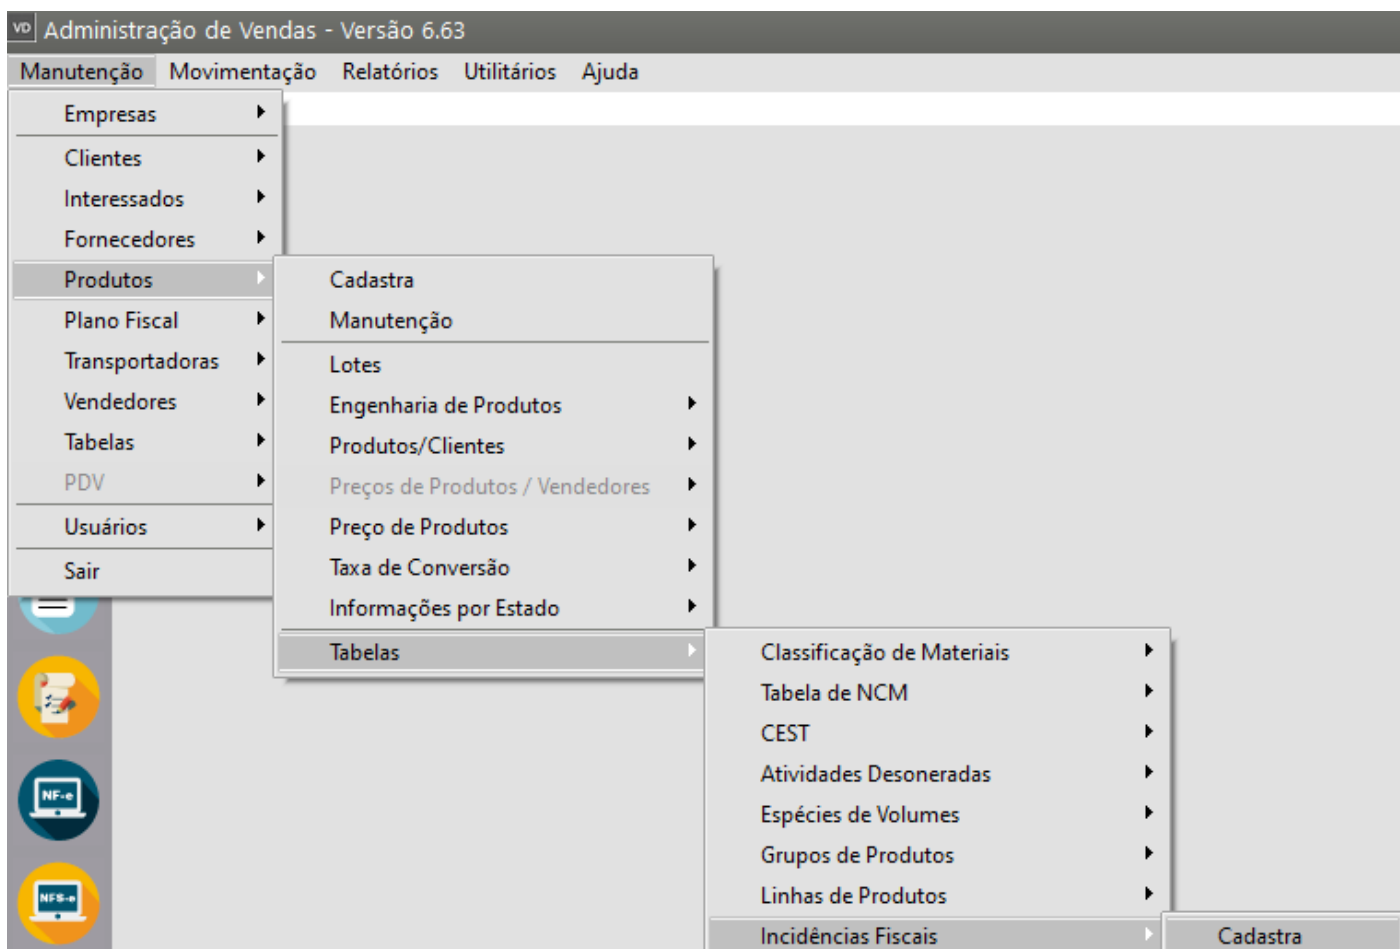 VD Administração de Vendas - Versão 6.63
Manutenção Movimentação Relatórios Utilitários Ajuda
Empresas
Clientes
Interessados
Fornecedores
Produtos
Plano Fiscal
Transportadoras
Vendedores
Tabelas
PDV
Usuários
Sair
Cadastra
Manutenção
Lotes
Engenharia de Produtos
Produtos/Clientes
Preços de Produtos / Vendedores
Preço de Produtos
Taxa de Conversão
Informações por Estado
Tabelas
Classificação de Materiais
Tabela de NCM
CEST
Atividades Desoneradas
Espécies de Volumes
Grupos de Produtos
Linhas de Produtos
Incidências Fiscais
Cadastra
NF-e
NFS-e